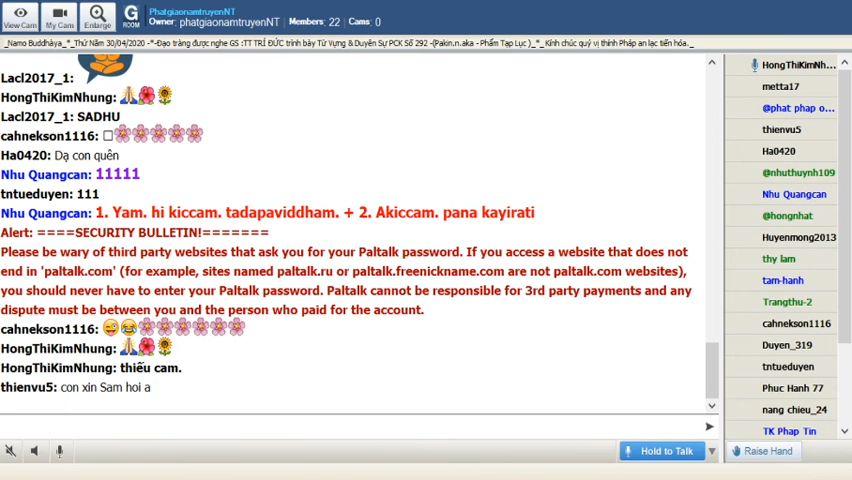 View Cam
My Cam
Enlarge
G
ROOM
PhatgiaonamtruyenNT
Owner: phatgiaonamtruyenNT Members: 22 Cams: 0
_Namo Buddhàya_*_Thứ Năm 30/04/2020 -*-Đạo tràng được nghe GS :TT TRÍ ĐỨC trình bày Từ Vựng & Duyên Sự PCK Số 292 -(Pakin.n.aka - Phẩm Tạp Lục )_*_ Kính chúc quý vị thính Pháp an lạc tiến hóa._
Lacl2017_1:
HongThiKimNhung:
Lacl2017_1: SADHU
cahnekson1116:
Ha0420: Dạ con quên
Nhu Quangcan: 11111
tntueduyen: 111
Nhu Quangcan: 1. Yam. hi kiccam. tadapaviddham. + 2. Akiccam. pana kayirati
Alert: ====SECURITY BULLETIN!=======
Please be wary of third party websites that ask you for your Paltalk password. If you access a website that does not
end in 'paltalk.com' (for example, sites named paltalk.ru or paltalk.freenickname.com are not paltalk.com websites),
you should never have to enter your Paltalk password. Paltalk cannot be responsible for 3rd party payments and any
dispute must be between you and the person who paid for the account.
cahnekson1116:
HongThiKimNhung:
HongThiKimNhung: thiếu cam.
thienvu5: con xin Sam hoi a
Hold to Talk
HongThiKimNh...
metta17
@phat phap o...
thienvu5
Ha0420
@nhuthuynh109
Nhu Quangcan
@hongnhat
Huyenmong2013
thy lam
tam-hanh
Trangthu-2
cahnekson1116
Duyen_319
tntueduyen
Phuc Hanh 77
nang chieu_24
TK Phap Tin
Raise Hand